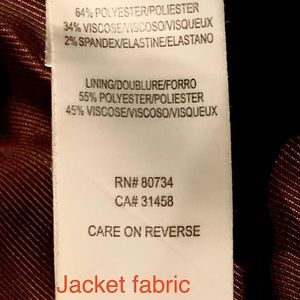 64% POLYESTER/POLIESTER
34% VISCOSE/VISCOSO/VISQUEUX
2% SPANDEX/ELASTINE/ELASTANO
LINING/DOUBLURE/FORRO
55% POLYESTER/POLIESTER
45% VISCOSE/VISCOSO/VISQUEUX
RN# 80734
CA# 31458
CARE ON REVERSE
Jacket fabric